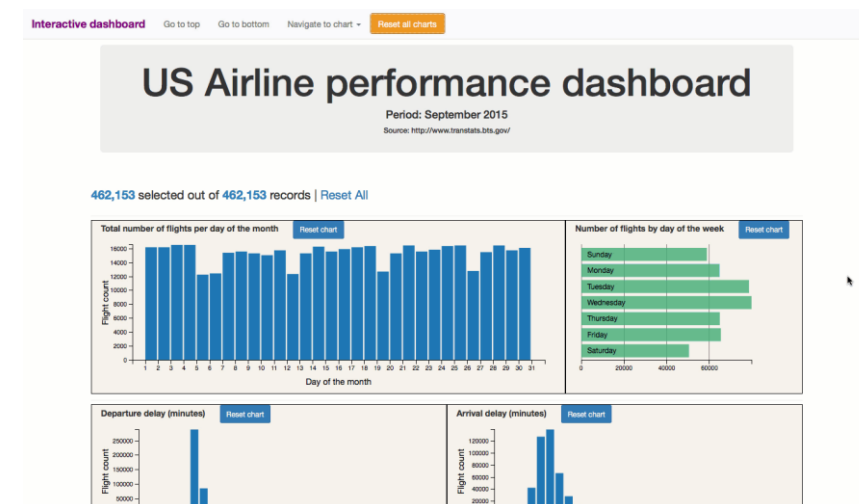 Interactive dashboard Go to top Go to bottom Navigate to chart Reset all charts
US Airline performance dashboard
Period: September 2015
Source: http://www.transtats.bts.gov/
462,153 selected out of 462,153 records | Reset All
Total number of flights per day of the month Reset chart
Flight count
16000
14000
12000
10000
8000
6000
4000
2000
0
1 2 3 4 5 6 7 8 9 10 11 12 13 14 15 16 17 18 19 20 21 22 23 24 25 26 27 28 29 30 31
Day of the month
Number of flights by day of the week Reset chart
Sunday
Monday
Tuesday
Wednesday
Thursday
Friday
Saturday
0 20000 40000 60000
Departure delay (minutes) Reset chart
Flight count
250000
200000
150000
100000
50000
Arrival delay (minutes) Reset chart
Flight count
120000
100000
80000
60000
40000
20000